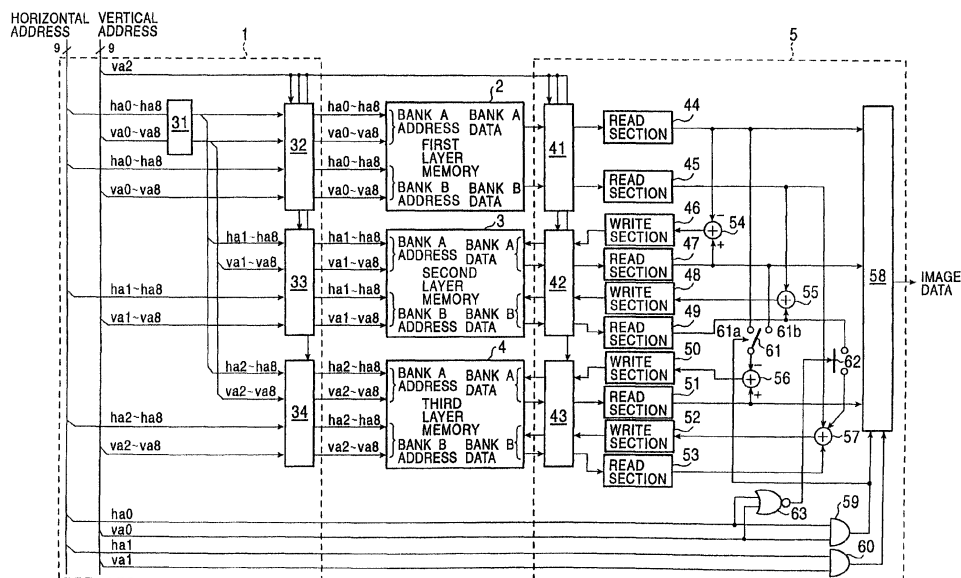 HORIZONTAL ADDRESS
VERTICAL ADDRESS
9
9
1
5
va2
ha0~ha8
va0~va8
ha0~ha8
va0~va8
31
32
ha0~ha8
va0~va8
ha0~ha8
va0~va8
2
BANK A ADDRESS
BANK A DATA
FIRST LAYER MEMORY
BANK B ADDRESS
BANK B DATA
41
READ SECTION
44
READ SECTION
45
WRITE SECTION
46
54
-
+
READ SECTION
47
WRITE SECTION
48
55
READ SECTION
49
ha1~ha8
va1~va8
ha1~ha8
va1~va8
33
ha1~ha8
va1~va8
ha1~ha8
va1~va8
3
BANK A ADDRESS
BANK A DATA
SECOND LAYER MEMORY
BANK B ADDRESS
BANK B DATA
42
61a
61b
61
62
58
IMAGE DATA
ha2~ha8
va2~va8
ha2~ha8
va2~va8
34
ha2~ha8
va2~va8
ha2~ha8
va2~va8
4
BANK A ADDRESS
BANK A DATA
THIRD LAYER MEMORY
BANK B ADDRESS
BANK B DATA
43
WRITE SECTION
50
-
+
56
READ SECTION
51
WRITE SECTION
52
57
READ SECTION
53
ha0
va0
ha1
va1
63
59
60